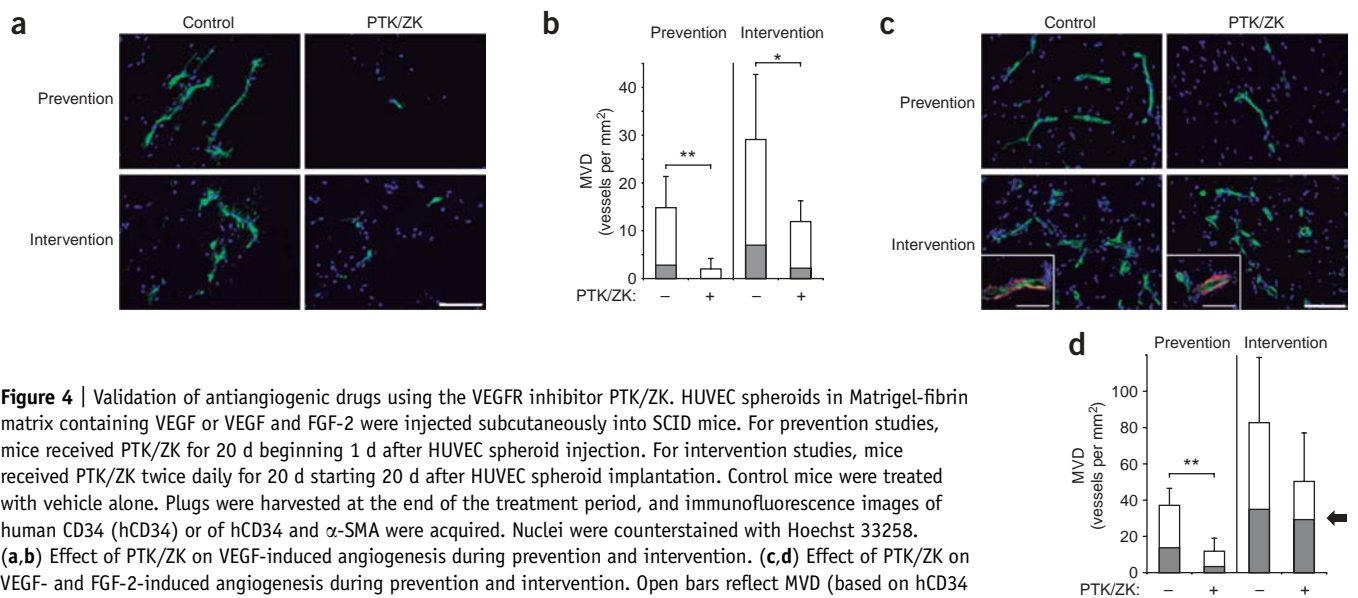 a
Control
PTK/ZK
Prevention
Intervention
b
Prevention
Intervention
MVD
(vessels per mm²)
40
30
20
10
0
**
*
PTK/ZK:
–
+
–
+
c
Control
PTK/ZK
Prevention
Intervention
d
Prevention
Intervention
MVD
(vessels per mm²)
100
80
60
40
20
0
**
PTK/ZK:
–
+
–
+
Figure 4 | Validation of antiangiogenic drugs using the VEGFR inhibitor PTK/ZK. HUVEC spheroids in Matrigel-fibrin
matrix containing VEGF or VEGF and FGF-2 were injected subcutaneously into SCID mice. For prevention studies,
mice received PTK/ZK for 20 d beginning 1 d after HUVEC spheroid injection. For intervention studies, mice
received PTK/ZK twice daily for 20 d starting 20 d after HUVEC spheroid implantation. Control mice were treated
with vehicle alone. Plugs were harvested at the end of the treatment period, and immunofluorescence images of
human CD34 (hCD34) or of hCD34 and α-SMA were acquired. Nuclei were counterstained with Hoechst 33258.
(a,b) Effect of PTK/ZK on VEGF-induced angiogenesis during prevention and intervention. (c,d) Effect of PTK/ZK on
VEGF- and FGF-2-induced angiogenesis during prevention and intervention. Open bars reflect MVD (based on hCD34